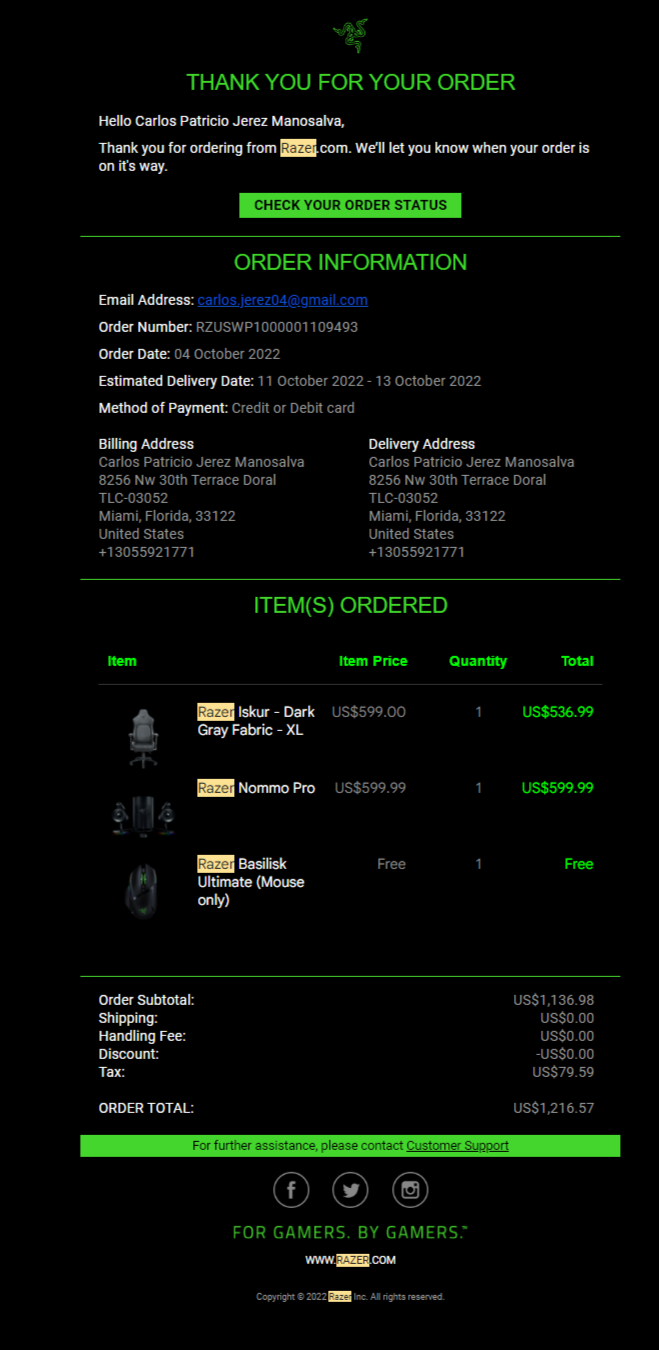 THANK YOU FOR YOUR ORDER
Hello Carlos Patricio Jerez Manosalva,
Thank you for ordering from Razer.com. We'll let you know when your order is
on it's way.
CHECK YOUR ORDER STATUS
ORDER INFORMATION
Email Address: carlos.jerez04@gmail.com
Order Number: RZUSWP1000001109493
Order Date: 04 October 2022
Estimated Delivery Date: 11 October 2022 - 13 October 2022
Method of Payment: Credit or Debit card
Billing Address
Carlos Patricio Jerez Manosalva
8256 Nw 30th Terrace Doral
TLC-03052
Miami, Florida, 33122
United States
+13055921771
Delivery Address
Carlos Patricio Jerez Manosalva
8256 Nw 30th Terrace Doral
TLC-03052
Miami, Florida, 33122
United States
+13055921771
ITEM(S) ORDERED
Item Item Price Quantity Total
Razer Iskur - Dark US$599.00 1 US$536.99
Gray Fabric - XL
Razer Nommo Pro US$599.99 1 US$599.99
Razer Basilisk Free 1 Free
Ultimate (Mouse
only)
Order Subtotal: US$1,136.98
Shipping: US$0.00
Handling Fee: US$0.00
Discount: -US$0.00
Tax: US$79.59
ORDER TOTAL: US$1,216.57
For further assistance, please contact Customer Support
FOR GAMERS. BY GAMERS.™
WWW.RAZER.COM
Copyright © 2022 Razer Inc. All rights reserved.